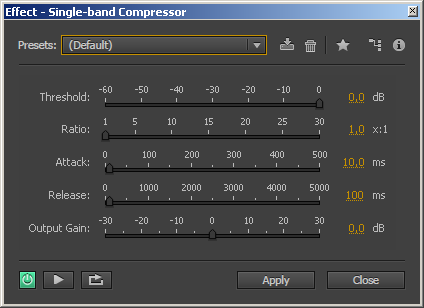 Effect - Single-band Compressor
Presets: (Default)
Threshold: -60 -50 -40 -30 -20 -10 0 0,0 dB
Ratio: 1 5 10 15 20 25 30 1,0 x:1
Attack: 0 100 200 300 400 500 10,0 ms
Release: 0 1000 2000 3000 4000 5000 100 ms
Output Gain: -30 -20 -10 0 10 20 30 0,0 dB
Apply Close